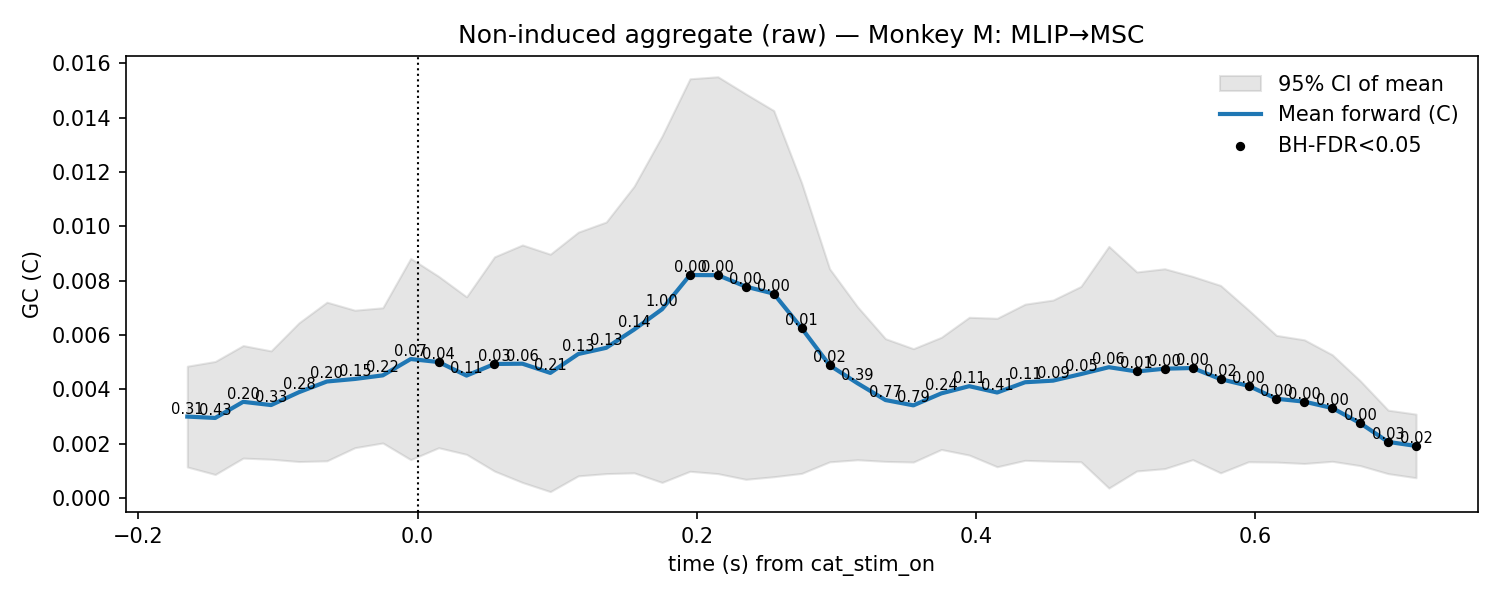 Non-induced aggregate (raw) — Monkey M: MLIP→MSC
0.016
0.014
0.012
0.010
0.008
0.006
0.004
0.002
0.000
GC (C)
95% CI of mean
Mean forward (C)
BH-FDR<0.05
0.31 0.43 0.20 0.33 0.28 0.20 0.15 0.22 0.07 0.04 0.11 0.03 0.06 0.21 0.13 0.13 0.14 1.00 0.00 0.00 0.00 0.00 0.01 0.02 0.39 0.77 0.79 0.24 0.11 0.41 0.11 0.09 0.05 0.06 0.01 0.00 0.00 0.02 0.00 0.00 0.00 0.00 0.00 0.03 0.02
−0.2 0.0 0.2 0.4 0.6
time (s) from cat_stim_on